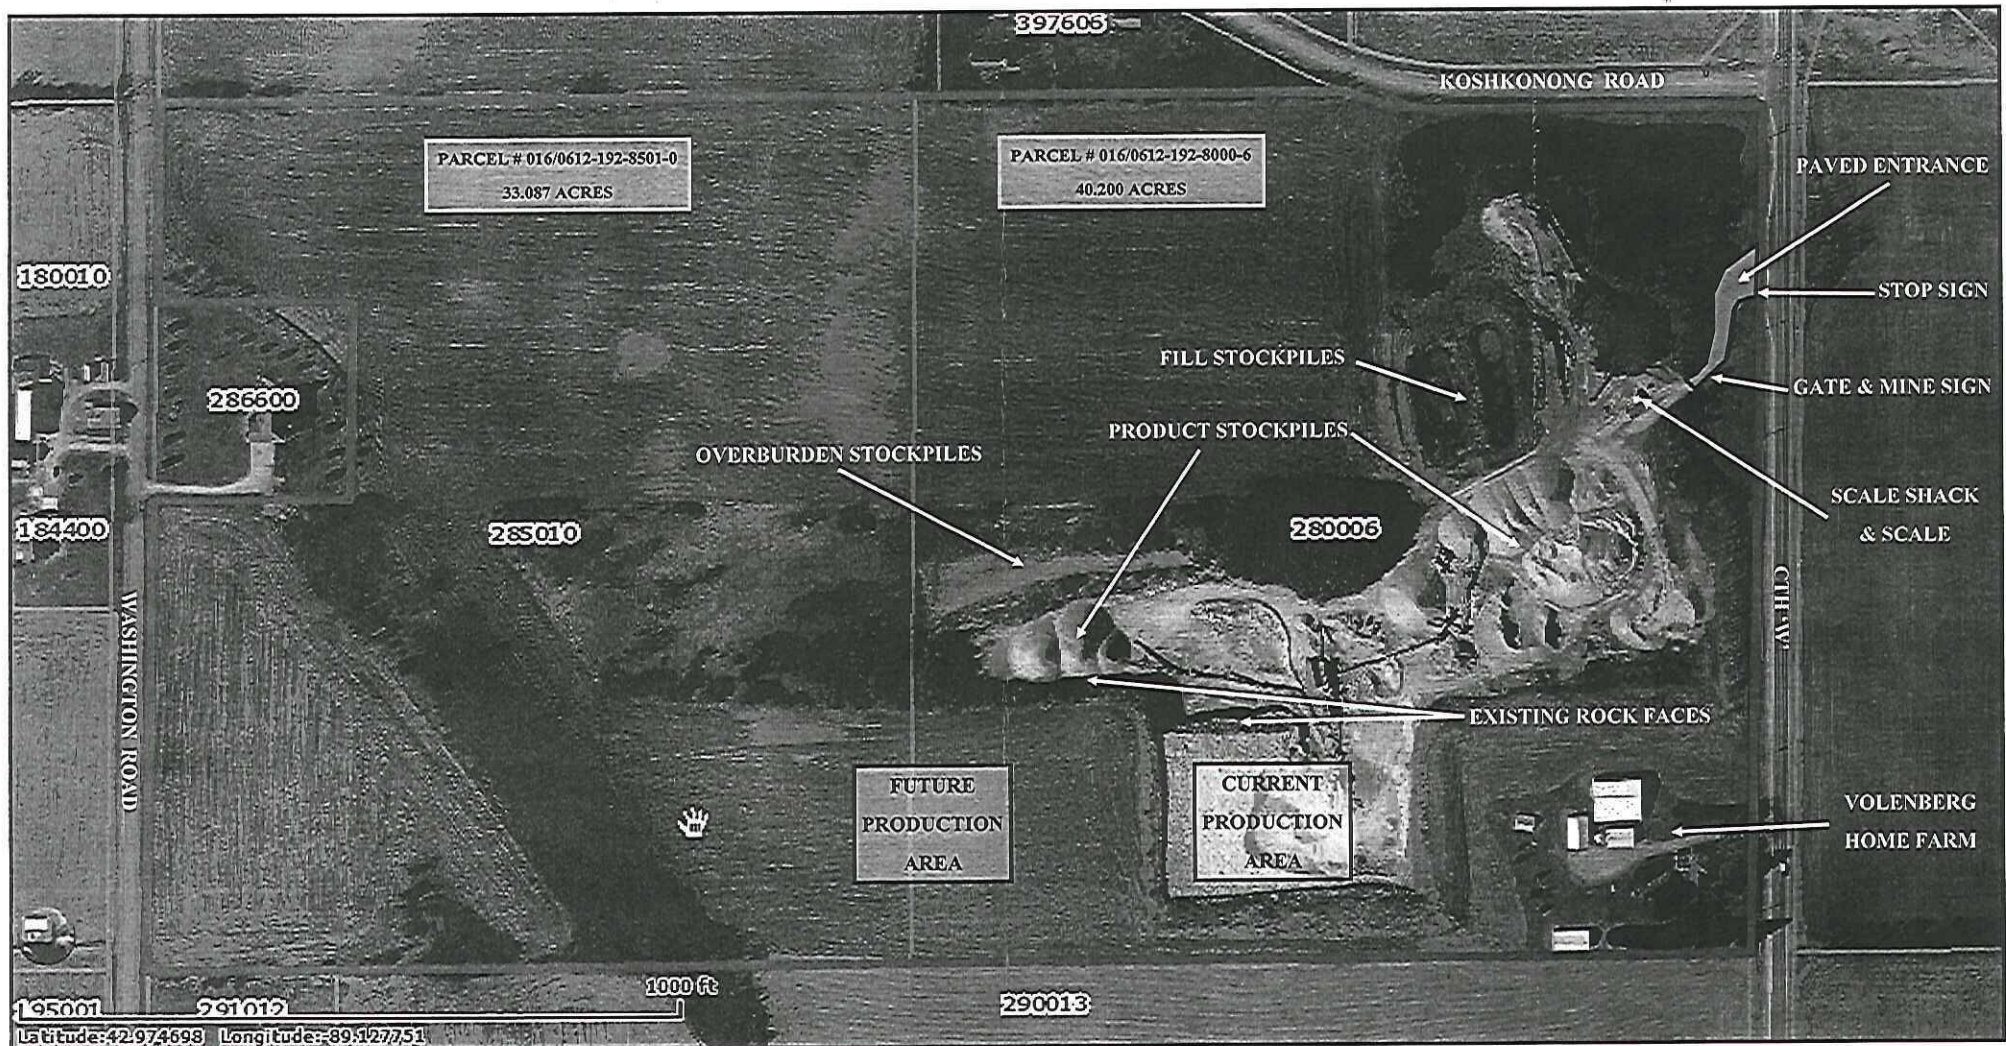 397606
KOSHKONONG ROAD
PARCEL # 016/0612-192-8501-0
33.087 ACRES
PARCEL # 016/0612-192-8000-6
40.200 ACRES
PAVED ENTRANCE
180010
STOP SIGN
FILL STOCKPILES
GATE & MINE SIGN
286600
PRODUCT STOCKPILES
OVERBURDEN STOCKPILES
SCALE SHACK
& SCALE
184400
285010
280006
WASHINGTON ROAD
CTH "W"
EXISTING ROCK FACES
FUTURE
PRODUCTION
AREA
CURRENT
PRODUCTION
AREA
VOLENBERG
HOME FARM
1000 ft
195001
291012
290013
Latitude:42.974698 Longitude:-89.127751